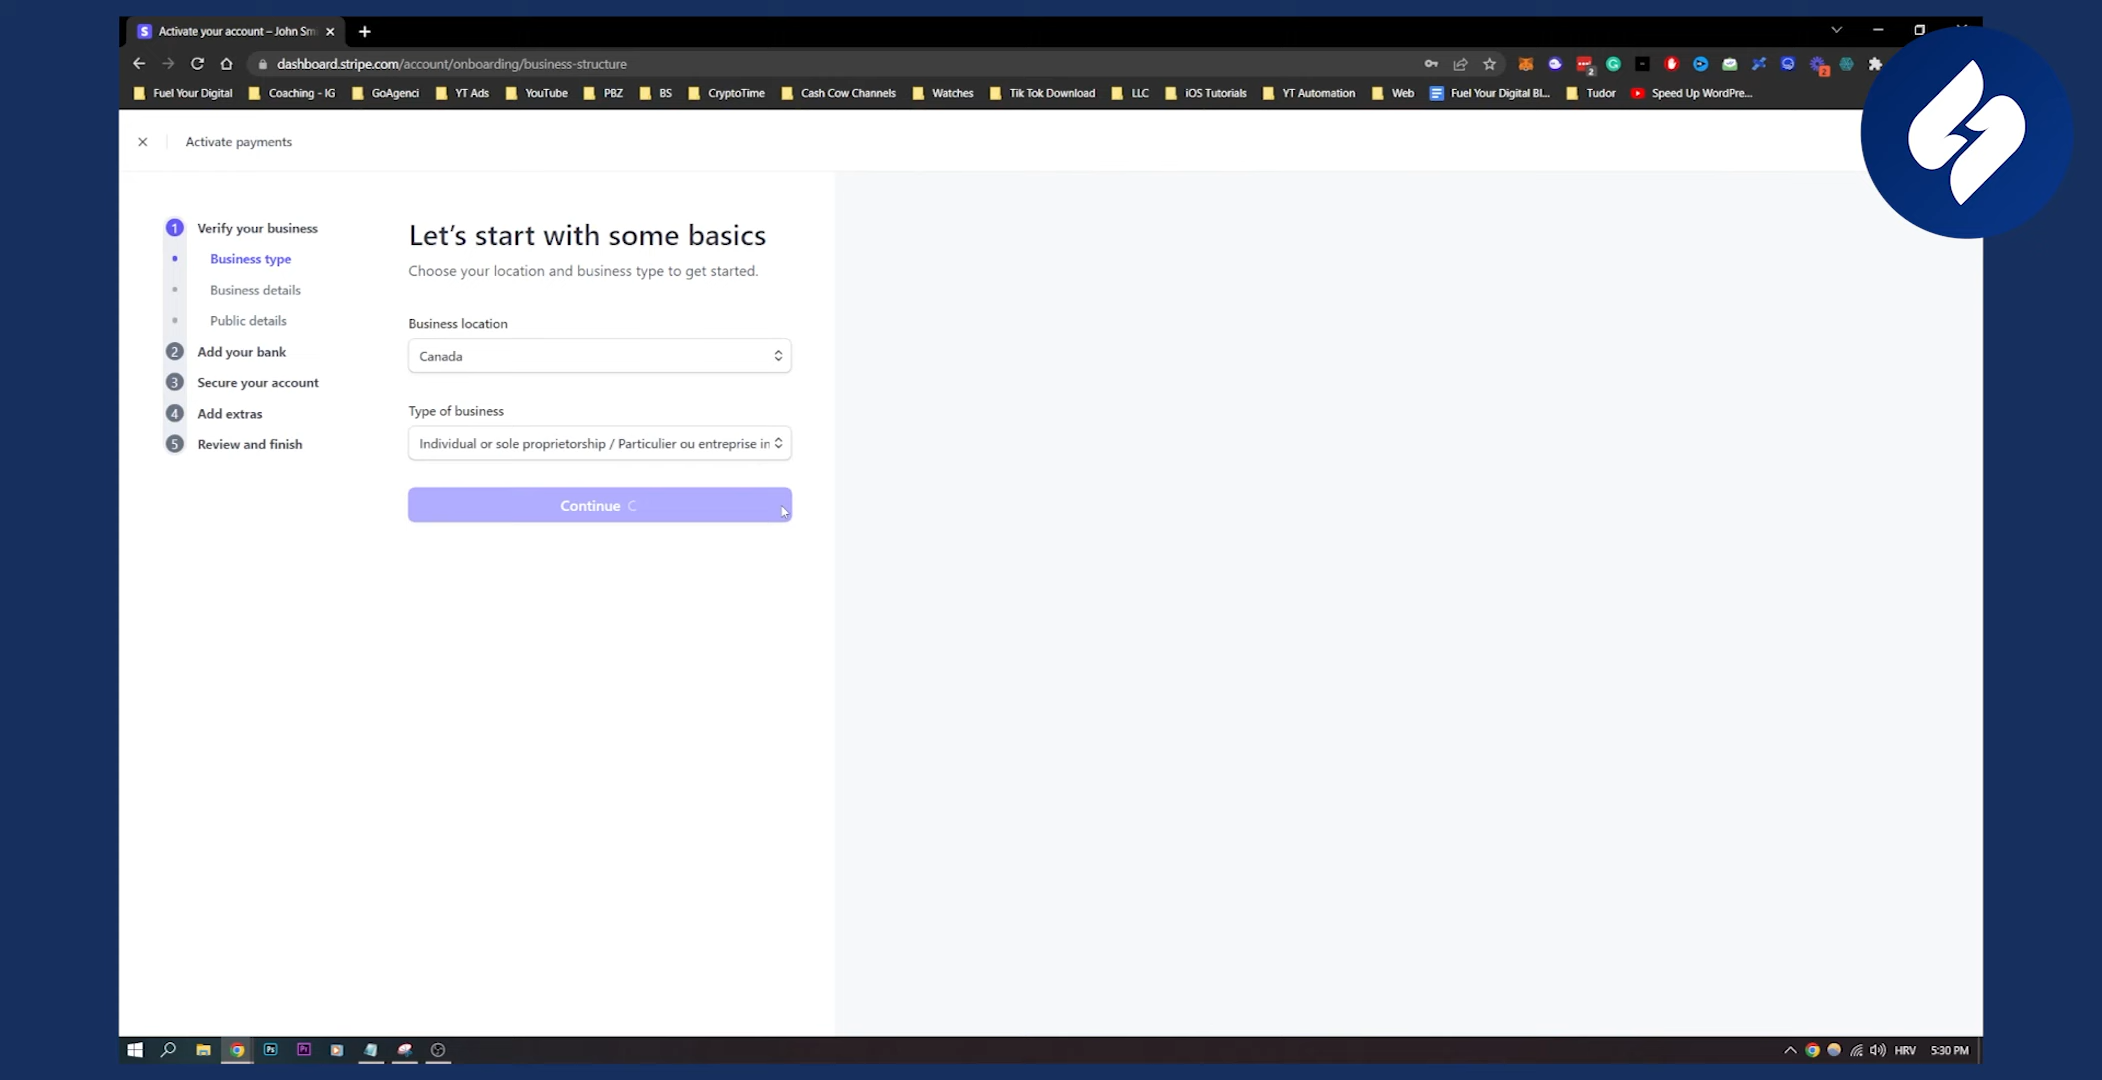 Activate your account – John Sm
dashboard.stripe.com/account/onboarding/business-structure
Fuel Your Digital Coaching - IG GoAgenci YT Ads YouTube PBZ BS CryptoTime Cash Cow Channels Watches Tik Tok Download LLC iOS Tutorials YT Automation Web Fuel Your Digital Bl... Tudor Speed Up WordPre...
Activate payments
1 Verify your business
Business type
Business details
Public details
2 Add your bank
3 Secure your account
4 Add extras
5 Review and finish
Let's start with some basics
Choose your location and business type to get started.
Business location
Canada
Type of business
Individual or sole proprietorship / Particulier ou entreprise in
Continue
Ps Pr
HRV 5:30 PM